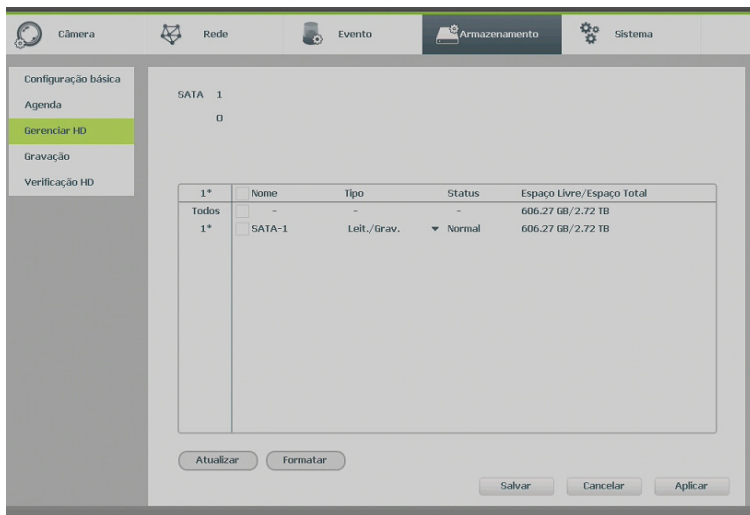 Câmera Rede Evento Armazenamento Sistema
Configuração básica
Agenda
Gerenciar HD
Gravação
Verificação HD
SATA 1
O
1* Nome Tipo Status Espaço Livre/Espaço Total
Todos - - - 606.27 GB/2.72 TB
1* SATA-1 Leit./Grav. Normal 606.27 GB/2.72 TB
Atualizar Formatar
Salvar Cancelar Aplicar